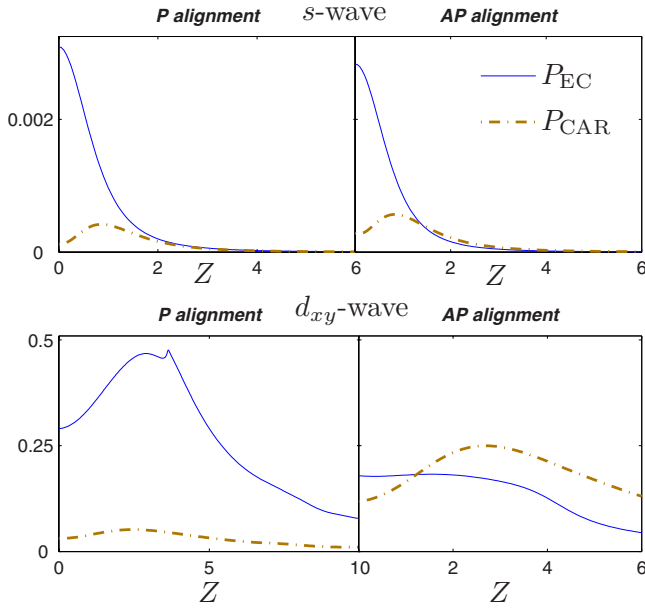 P alignment s-wave AP alignment
P_EC
P_CAR
0.002
0
0 2 4 6 2 4 6
Z Z
P alignment d_xy-wave AP alignment
0.5
0.25
0
0 5 10 2 4 6
Z Z